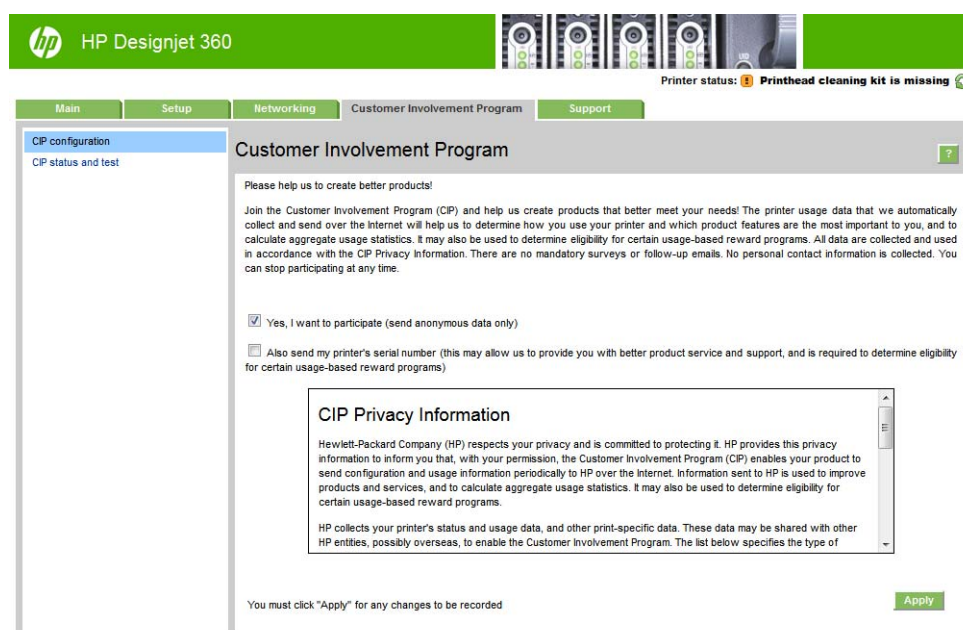 hp HP Designjet 360
Printer status: Printhead cleaning kit is missing
Main Setup Networking Customer Involvement Program Support
CIP configuration
CIP status and test
Customer Involvement Program
?
Please help us to create better products!
Join the Customer Involvement Program (CIP) and help us create products that better meet your needs! The printer usage data that we automatically
collect and send over the Internet will help us to determine how you use your printer and which product features are the most important to you, and to
calculate aggregate usage statistics. It may also be used to determine eligibility for certain usage-based reward programs. All data are collected and used
in accordance with the CIP Privacy Information. There are no mandatory surveys or follow-up emails. No personal contact information is collected. You
can stop participating at any time.
Yes, I want to participate (send anonymous data only)
Also send my printer's serial number (this may allow us to provide you with better product service and support, and is required to determine eligibility
for certain usage-based reward programs)
CIP Privacy Information
Hewlett-Packard Company (HP) respects your privacy and is committed to protecting it. HP provides this privacy
information to inform you that, with your permission, the Customer Involvement Program (CIP) enables your product to
send configuration and usage information periodically to HP over the Internet. Information sent to HP is used to improve
products and services, and to calculate aggregate usage statistics. It may also be used to determine eligibility for
certain usage-based reward programs.
HP collects your printer's status and usage data, and other print-specific data. These data may be shared with other
HP entities, possibly overseas, to enable the Customer Involvement Program. The list below specifies the type of
You must click "Apply" for any changes to be recorded
Apply